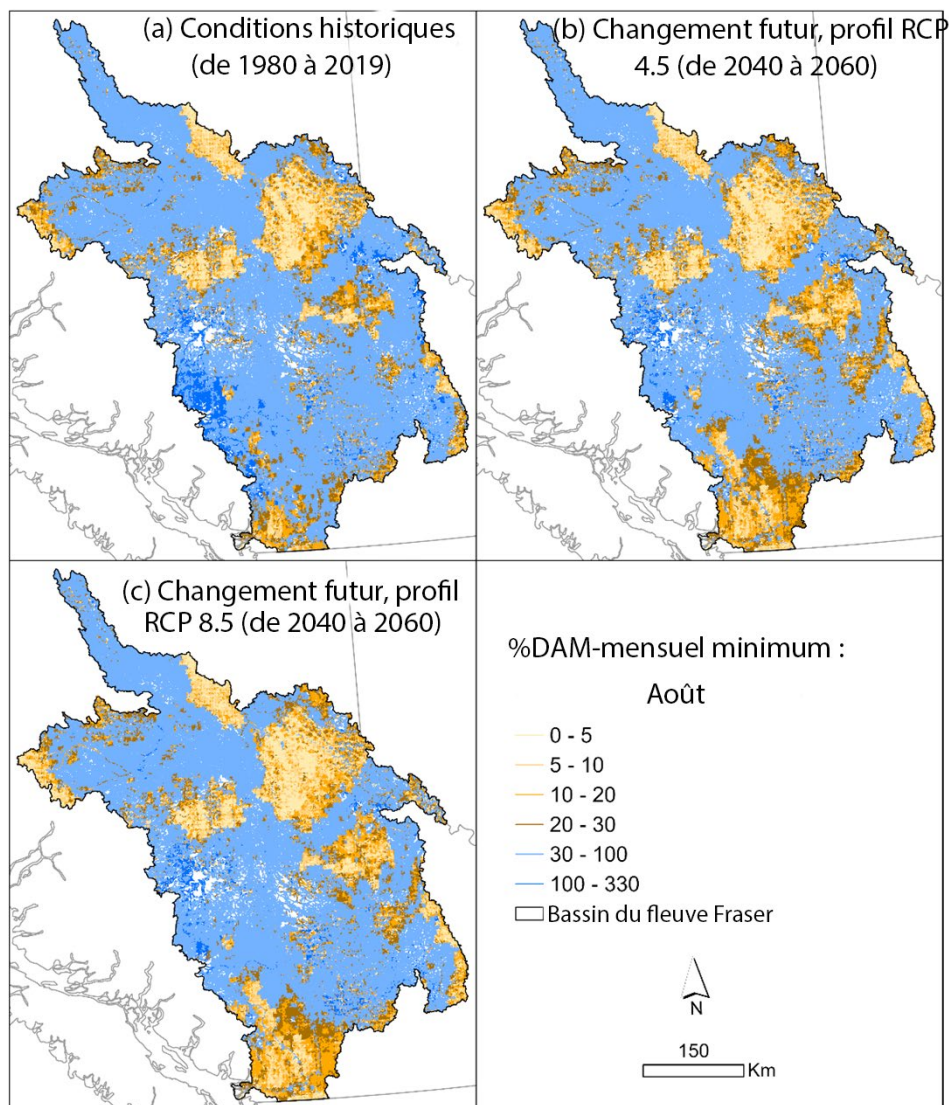 (a) Conditions historiques
(de 1980 à 2019)
(b) Changement futur, profil RCP
4.5 (de 2040 à 2060)
(c) Changement futur, profil
RCP 8.5 (de 2040 à 2060)
%DAM-mensuel minimum :
Août
0 - 5
5 - 10
10 - 20
20 - 30
30 - 100
100 - 330
Bassin du fleuve Fraser
N
150
Km